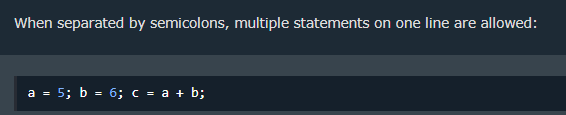 When separated by semicolons, multiple statements on one line are allowed:
a = 5; b = 6; c = a + b;